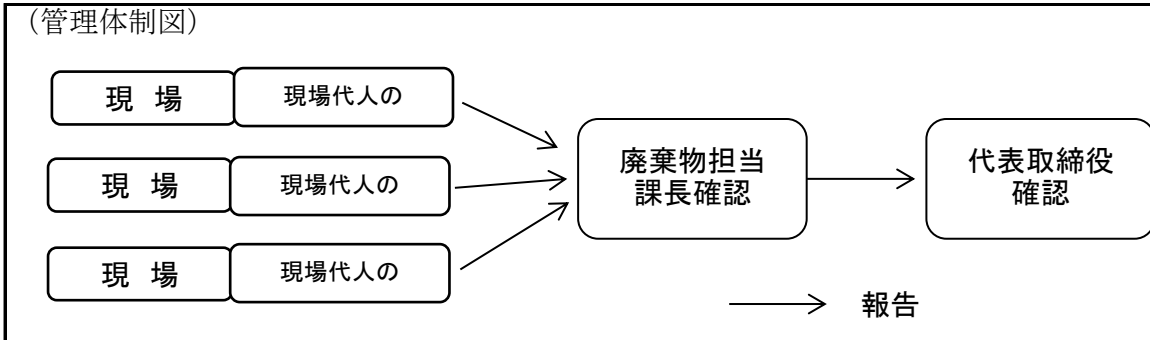 （管理体制図）
現 場 現場代人の
現 場 現場代人の
現 場 現場代人の
廃棄物担当
課長確認
代表取締役
確認
報告